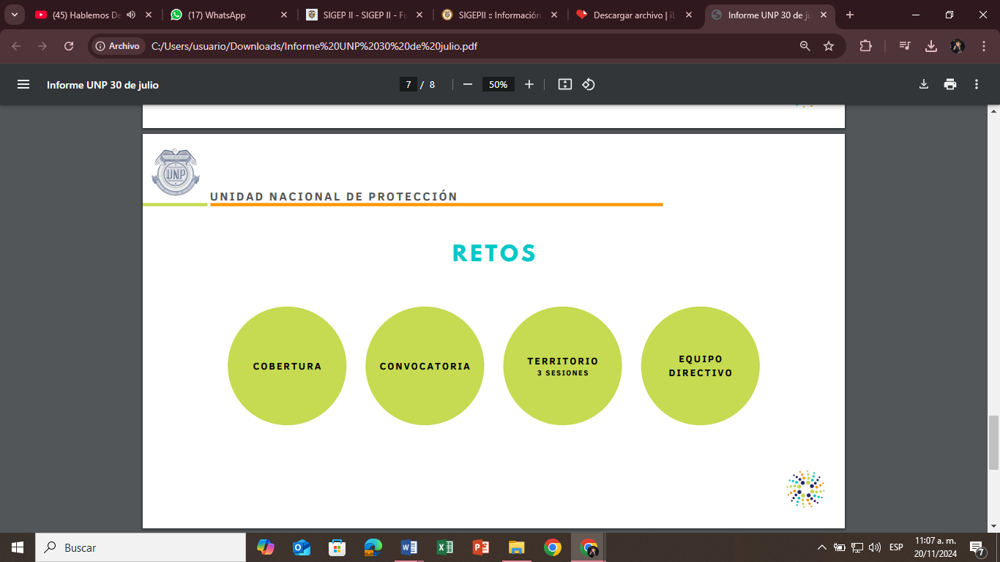 (45) Hablemos De
(17) WhatsApp
SIGEP II - SIGEP II - Fu
SIGEPII :: Información
Descargar archivo | iL
Informe UNP 30 de ju
Archivo
C:/Users/usuario/Downloads/Informe%20UNP%2030%20de%20julio.pdf
Informe UNP 30 de julio
7 / 8
50%
UNP
UNIDAD NACIONAL DE PROTECCIÓN
RETOS
COBERTURA
CONVOCATORIA
TERRITORIO
3 SESIONES
EQUIPO
DIRECTIVO
Buscar
ESP
11:07 a. m.
20/11/2024
7